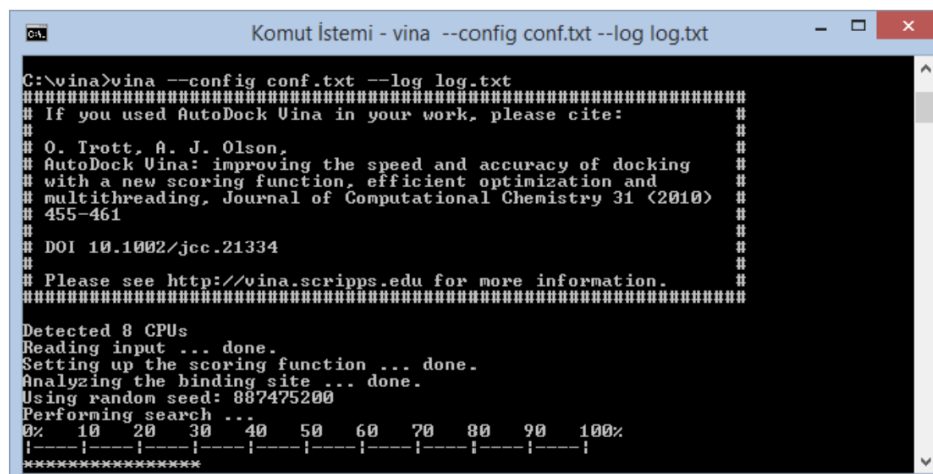 Komut İstemi - vina --config conf.txt --log log.txt
C:\vina>vina --config conf.txt --log log.txt
################################################################
# If you used AutoDock Vina in your work, please cite:          #
#                                                               #
# O. Trott, A. J. Olson,                                        #
# AutoDock Vina: improving the speed and accuracy of docking    #
# with a new scoring function, efficient optimization and       #
# multithreading, Journal of Computational Chemistry 31 (2010)  #
# 455-461                                                       #
#                                                               #
# DOI 10.1002/jcc.21334                                         #
#                                                               #
# Please see http://vina.scripps.edu for more information.      #
################################################################
Detected 8 CPUs
Reading input ... done.
Setting up the scoring function ... done.
Analyzing the binding site ... done.
Using random seed: 887475200
Performing search ...
0%   10   20   30   40   50   60   70   80   90   100%
|----|----|----|----|----|----|----|----|----|----|
****************